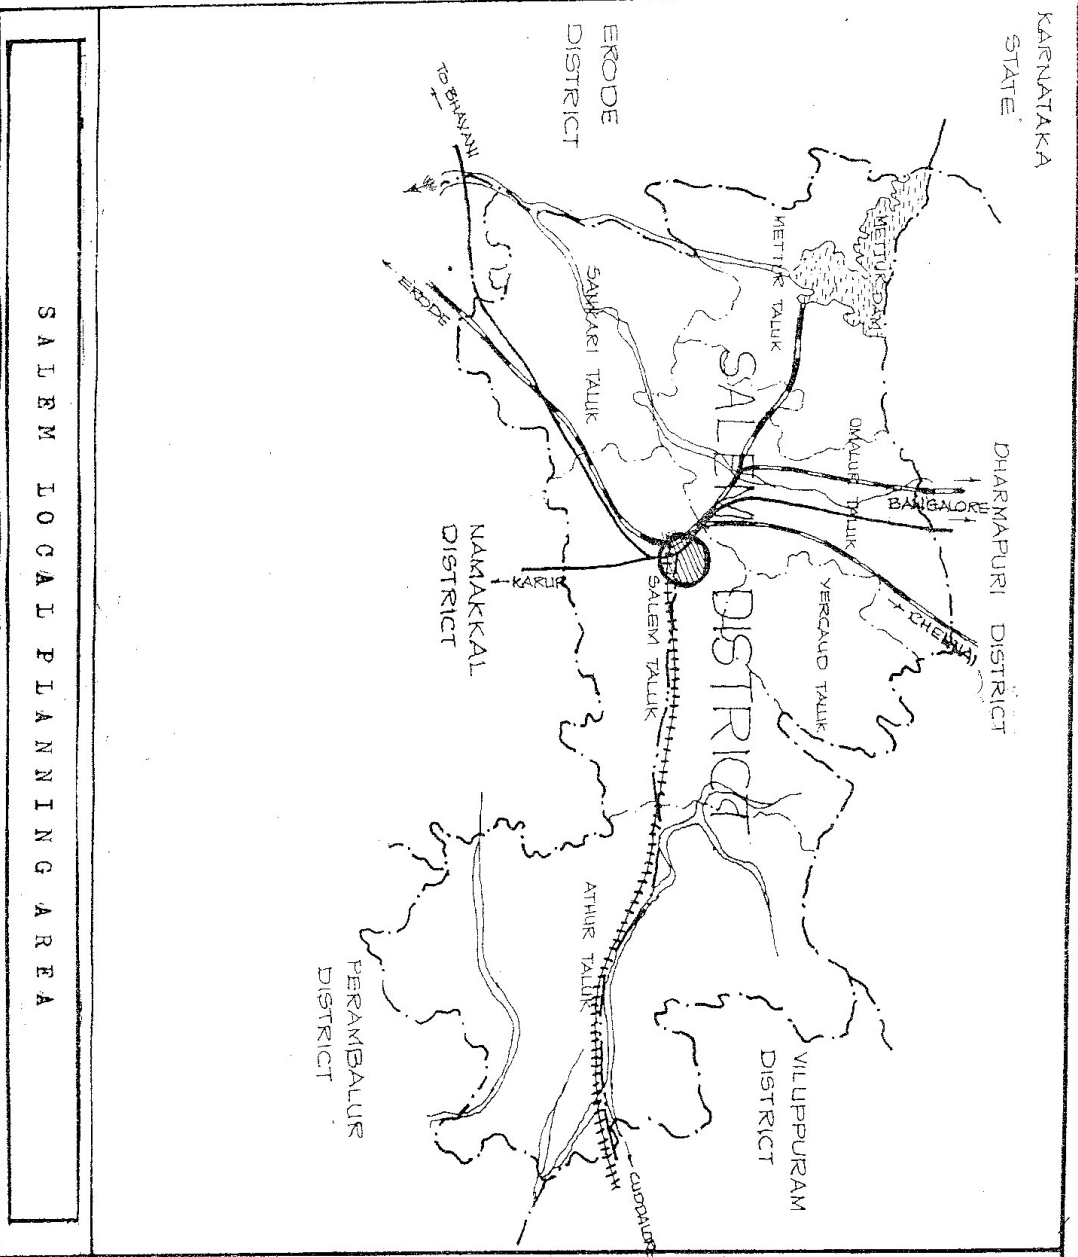 KARNATAKA
STATE
DHARMAPURI DISTRICT
ERODE
DISTRICT
TO BHAVANI
METTUR DAM
METTUR TALUK
OMALUR TALUK
BANGALORE
SANKARI TALUK
ERODE
SALEM DISTRICT
YERCAUD TALUK
CHENNAI
SALEM TALUK
KARUR
NAMAKKAL
DISTRICT
ATHUR TALUK
VILUPPURAM
DISTRICT
PERAMBALUR
DISTRICT
CUDDALORE
SALEM LOCAL PLANNING AREA